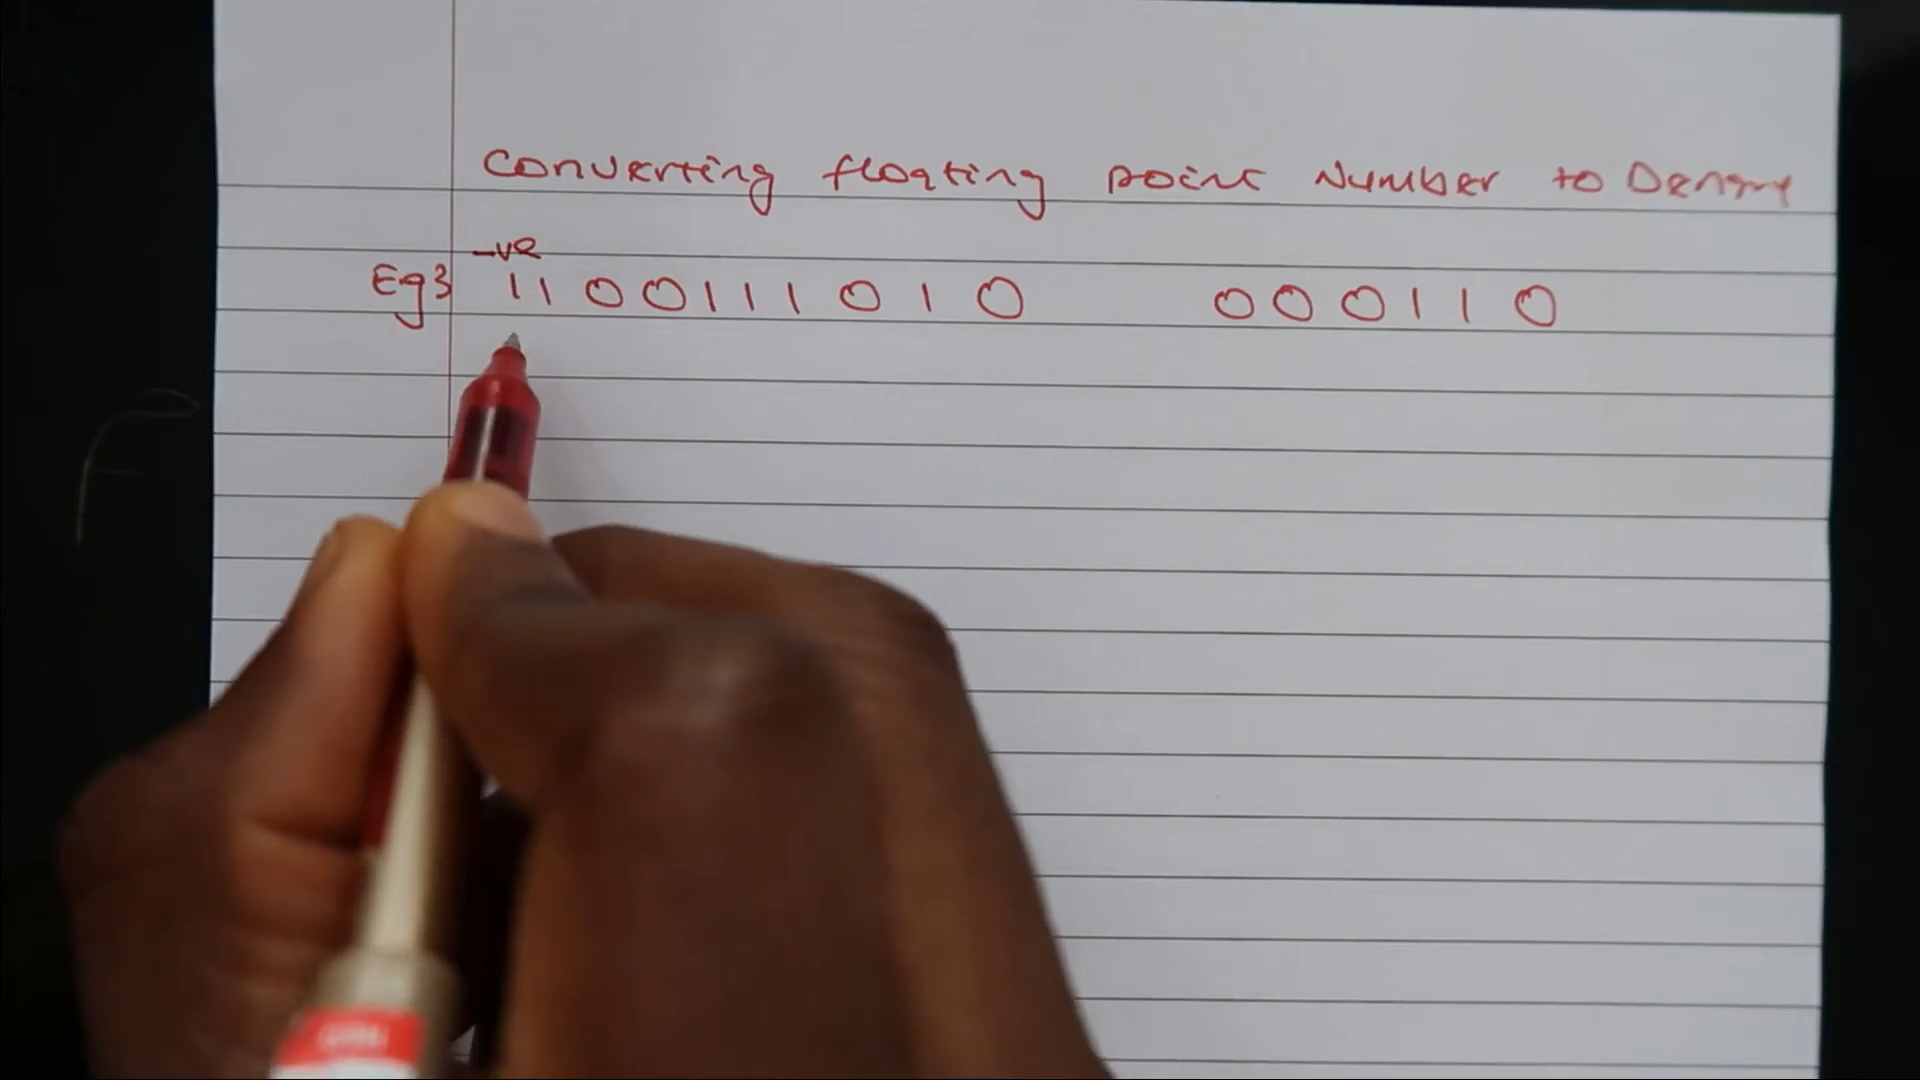 Converting floating point Number to Denary
-ve
Eg3 1100111010 000110